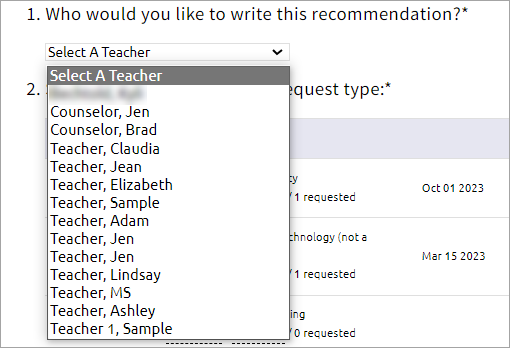 1. Who would you like to write this recommendation?*
Select A Teacher
Select A Teacher
2. equest type:*
Counselor, Jen
Counselor, Brad
Teacher, Claudia
Teacher, Jean
Teacher, Elizabeth
Teacher, Sample
Teacher, Adam
Teacher, Jen
Teacher, Jen
Teacher, Lindsay
Teacher, MS
Teacher, Ashley
Teacher 1, Sample
ty
/ 1 requested
Oct 01 2023
chnology (not a
/ 1 requested
Mar 15 2023
ing
/ 0 requested